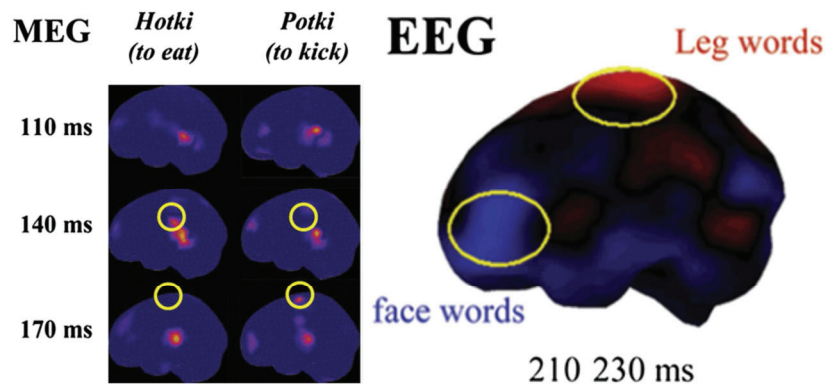 MEG
Hotki
(to eat)
Potki
(to kick)
110 ms
140 ms
170 ms
EEG
Leg words
face words
210 230 ms